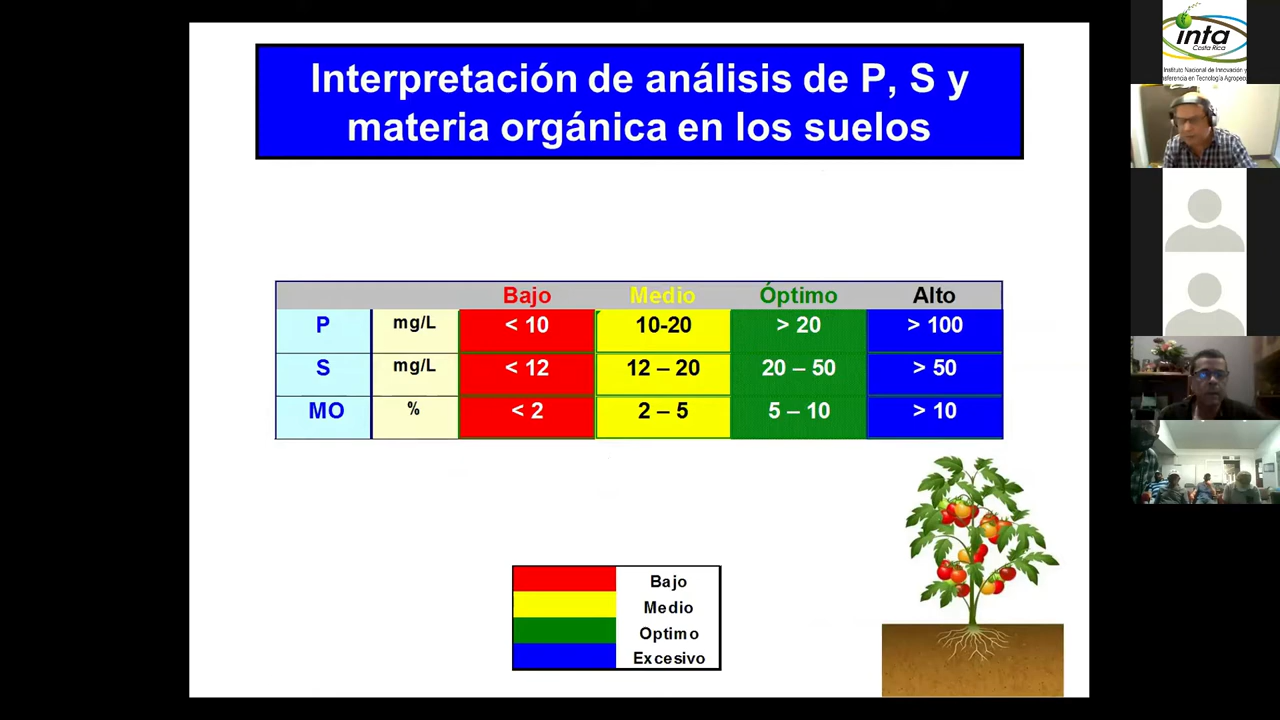 Interpretación de análisis de P, S y
materia orgánica en los suelos
Bajo Medio Óptimo Alto
P mg/L < 10 10-20 > 20 > 100
S mg/L < 12 12 – 20 20 – 50 > 50
MO % < 2 2 – 5 5 – 10 > 10
Bajo
Medio
Optimo
Excesivo
inta
Costa Rica
Instituto Nacional de Innovación y
sferencia en Tecnología Agropec